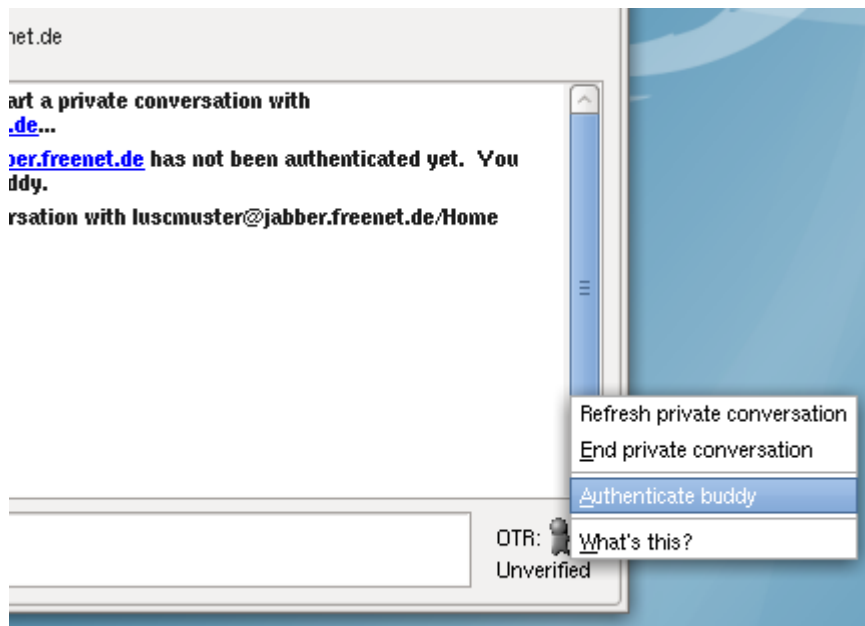 net.de
art a private conversation with
.de...
ber.freenet.de has not been authenticated yet.  You
ddy.
rsation with luscmuster@jabber.freenet.de/Home
Refresh private conversation
End private conversation
Authenticate buddy
What's this?
OTR:
Unverified